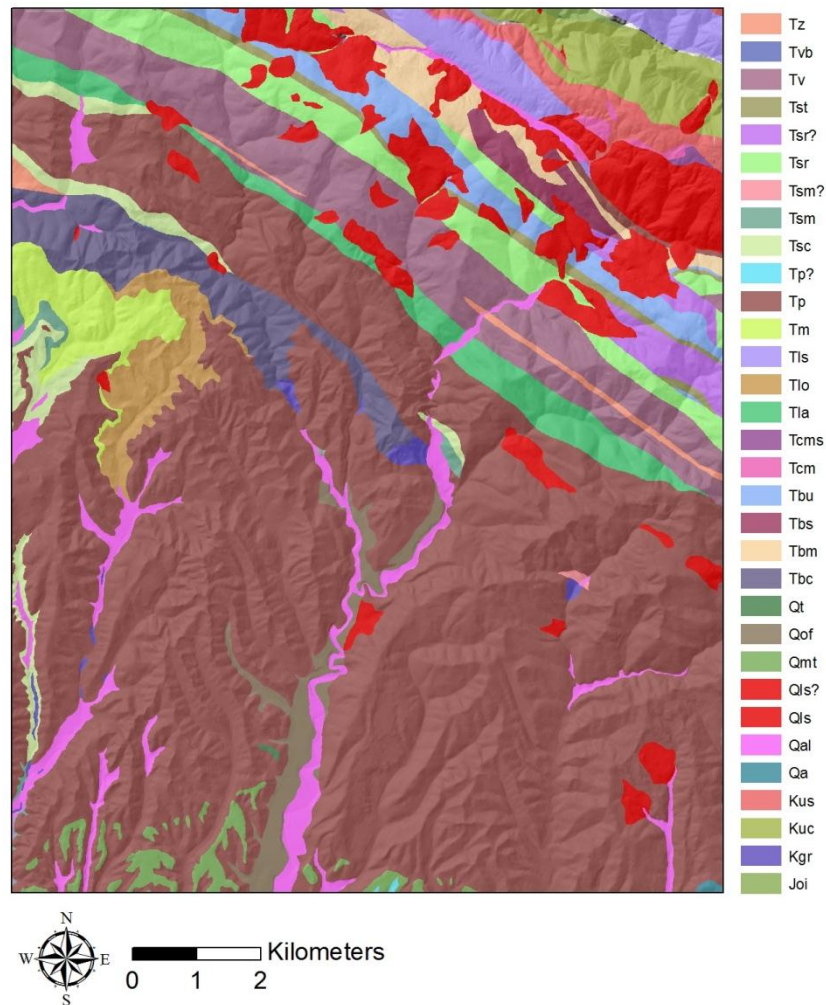 Tz
Tvb
Tv
Tst
Tsr?
Tsr
Tsm?
Tsm
Tsc
Tp?
Tp
Tm
Tls
Tlo
Tla
Tcms
Tcm
Tbu
Tbs
Tbm
Tbc
Qt
Qof
Qmt
Qls?
Qls
Qal
Qa
Kus
Kuc
Kgr
Joi
N
W E
S
Kilometers
0 1 2